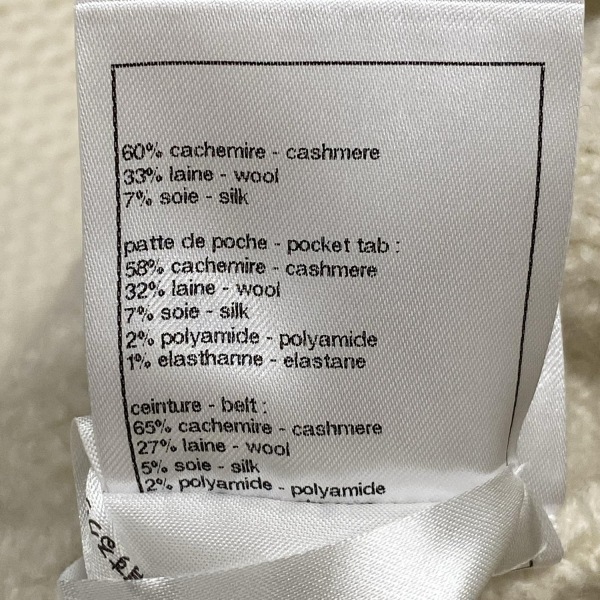 60% cachemire - cashmere
33% laine - wool
7% soie - silk
patte de poche - pocket tab :
58% cachemire - cashmere
32% laine - wool
7% soie - silk
2% polyamide - polyamide
1% elasthanne - elastane
ceinture - belt :
65% cachemire - cashmere
27% laine - wool
5% soie - silk
2% polyamide - polyamide